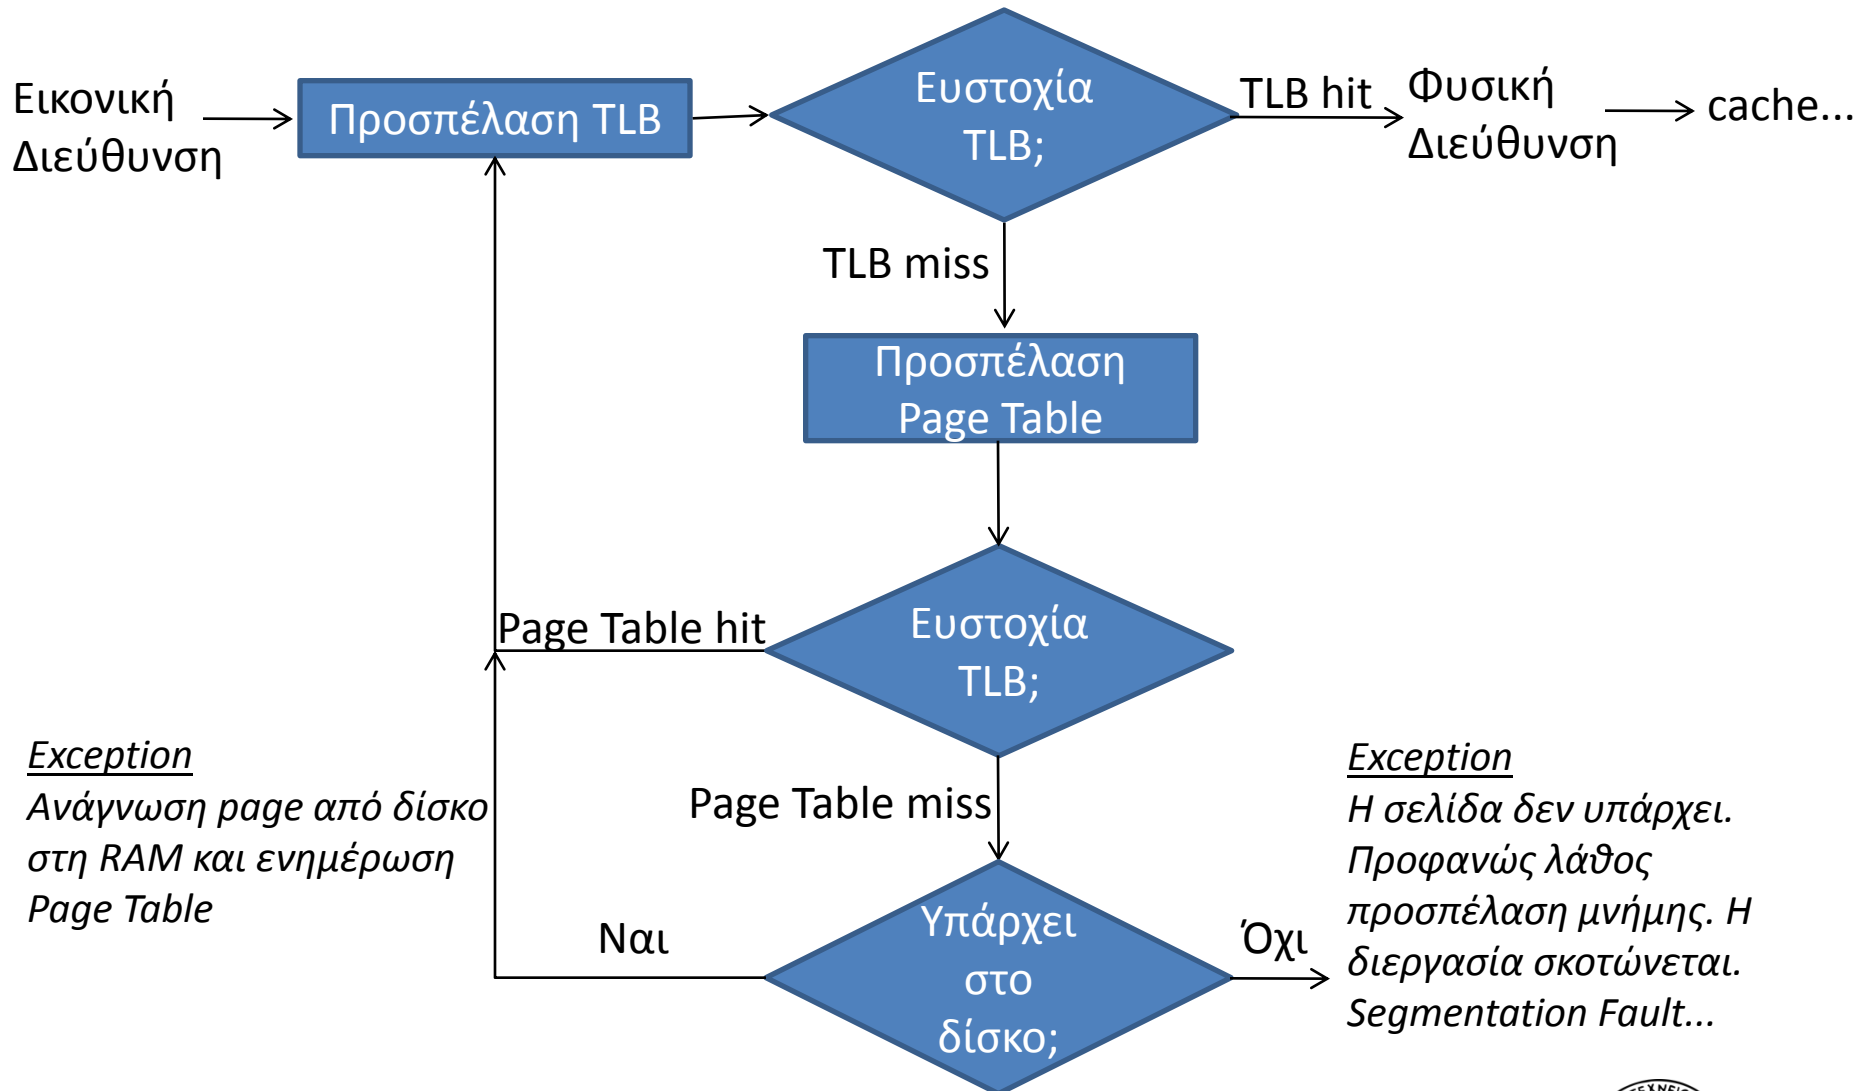 Εικονική
Διεύθυνση
Προσπέλαση TLB
Ευστοχία
TLB;
TLB hit
Φυσική
Διεύθυνση
cache...
TLB miss
Προσπέλαση
Page Table
Page Table hit
Ευστοχία
TLB;
Exception
Ανάγνωση page από δίσκο
στη RAM και ενημέρωση
Page Table
Page Table miss
Exception
Η σελίδα δεν υπάρχει.
Προφανώς λάθος
προσπέλαση μνήμης. Η
διεργασία σκοτώνεται.
Segmentation Fault...
Ναι
Υπάρχει
στο
δίσκο;
Όχι